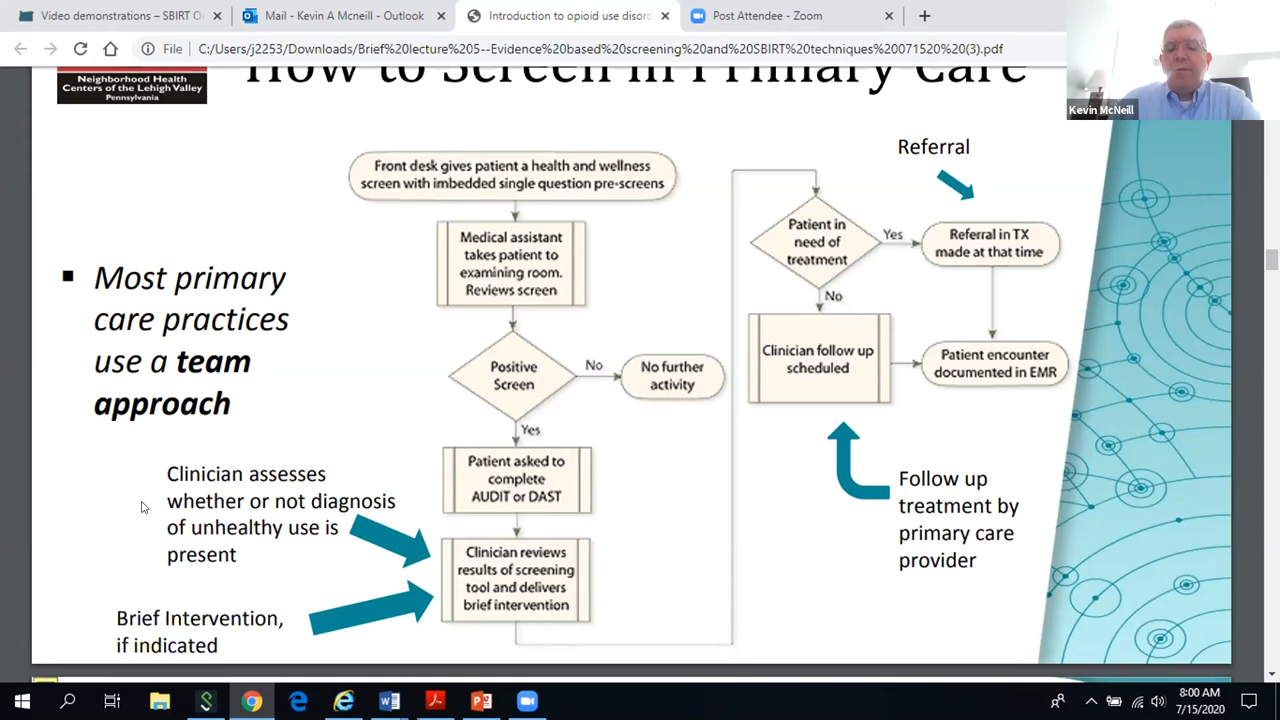 Video demonstrations – SBIRT O
Mail - Kevin A Mcneill - Outlook
Introduction to opioid use disord
Post Attendee - Zoom
File
C:/Users/j2253/Downloads/Brief%20lecture%205--Evidence%20based%20screening%20and%20SBIRT%20techniques%20071520%20(3).pdf
Kevin McNeill
Neighborhood Health
Centers of the Lehigh Valley
Pennsylvania
How to Screen in Primary Care
Most primary
care practices
use a team
approach
Clinician assesses
whether or not diagnosis
of unhealthy use is
present
Brief Intervention,
if indicated
Front desk gives patient a health and wellness
screen with imbedded single question pre-screens
Medical assistant
takes patient to
examining room.
Reviews screen
Positive
Screen
No
No further
activity
Yes
Patient asked to
complete
AUDIT or DAST
Clinician reviews
results of screening
tool and delivers
brief intervention
Referral
Patient in
need of
treatment
Yes
Referral in TX
made at that time
No
Clinician follow up
scheduled
Patient encounter
documented in EMR
Follow up
treatment by
primary care
provider
8:00 AM
7/15/2020